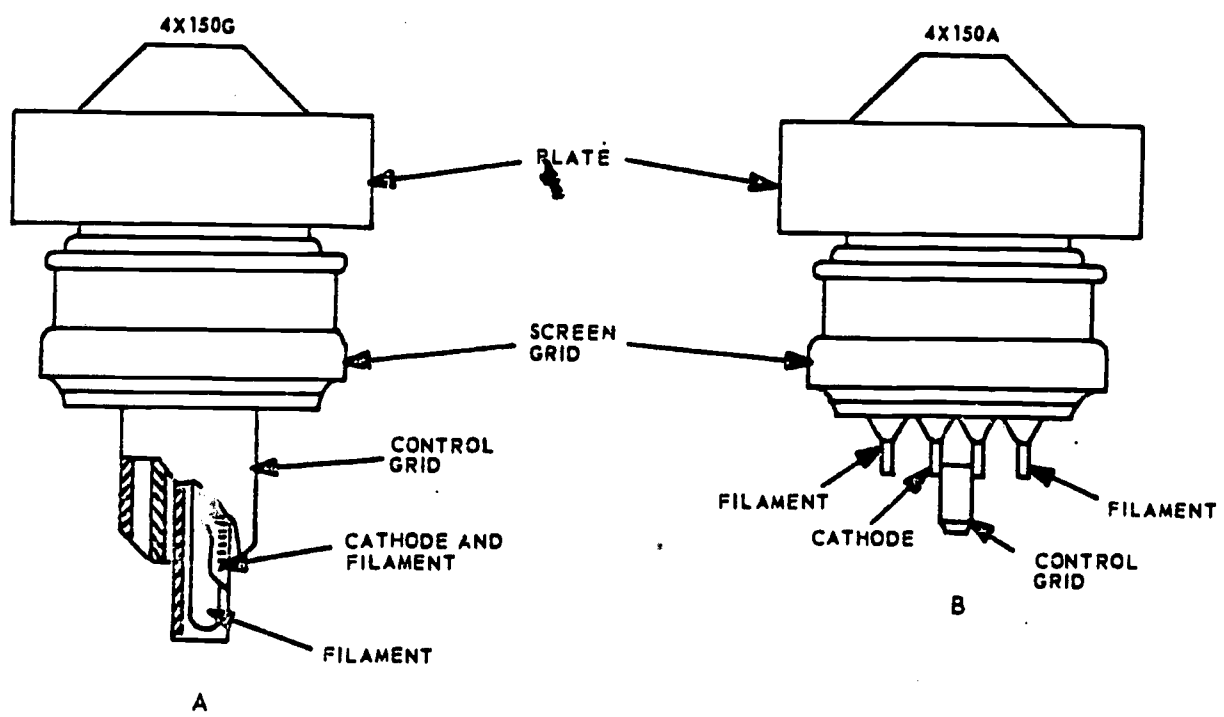 4X150G
4X150A
PLATE
SCREEN
GRID
CONTROL
GRID
CATHODE AND
FILAMENT
FILAMENT
A
FILAMENT
CATHODE
FILAMENT
CONTROL
GRID
B